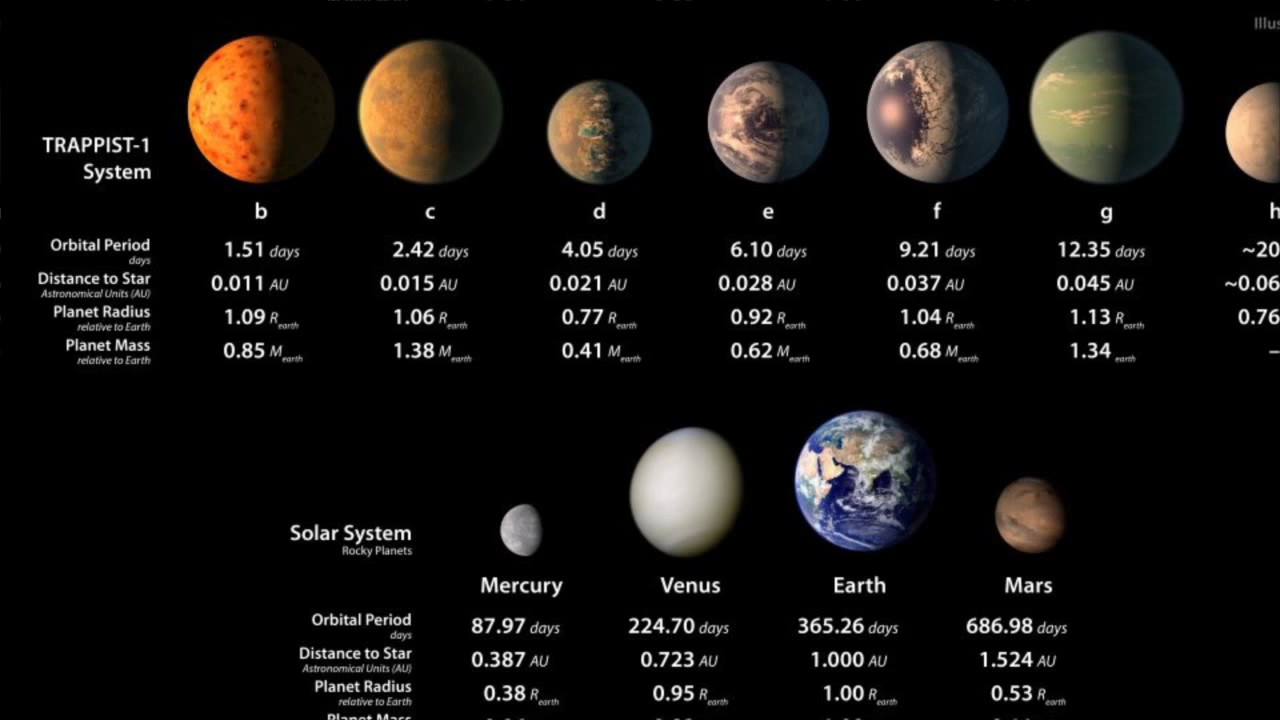 Illus
TRAPPIST-1
System
b c d e f g h
Orbital Period 1.51 days 2.42 days 4.05 days 6.10 days 9.21 days 12.35 days ~20
days
Distance to Star 0.011 AU 0.015 AU 0.021 AU 0.028 AU 0.037 AU 0.045 AU ~0.06
Astronomical Units (AU)
Planet Radius 1.09 Rearth 1.06 Rearth 0.77 Rearth 0.92 Rearth 1.04 Rearth 1.13 Rearth 0.76
relative to Earth
Planet Mass 0.85 Mearth 1.38 Mearth 0.41 Mearth 0.62 Mearth 0.68 Mearth 1.34 earth –
relative to Earth
Solar System
Rocky Planets
Mercury Venus Earth Mars
Orbital Period 87.97 days 224.70 days 365.26 days 686.98 days
days
Distance to Star 0.387 AU 0.723 AU 1.000 AU 1.524 AU
Astronomical Units (AU)
Planet Radius 0.38 Rearth 0.95 Rearth 1.00 Rearth 0.53 Rearth
relative to Earth
Planet Mass